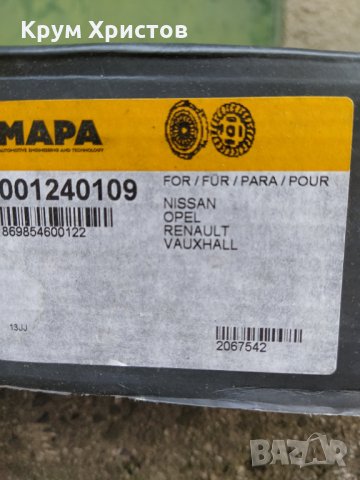 Крум Христов
MAPA
AUTOMOTIVE ENGINEERING AND TECHNOLOGY
001240109
869854600122
FOR / FÜR / PARA / POUR
NISSAN
OPEL
RENAULT
VAUXHALL
13JJ
2067542
BAZAR